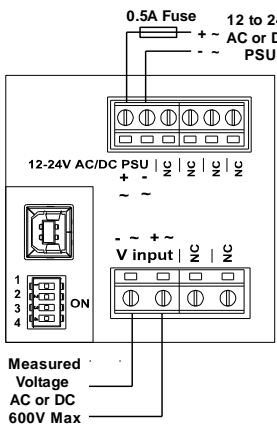 0.5A Fuse
12 to 24
+ ~ AC or D
- ~ PSU
12-24V AC/DC PSU NC NC NC NC
+ -
~ ~
- ~ + ~
V input NC NC
1
2
3 ON
4
Measured
Voltage
AC or DC
600V Max